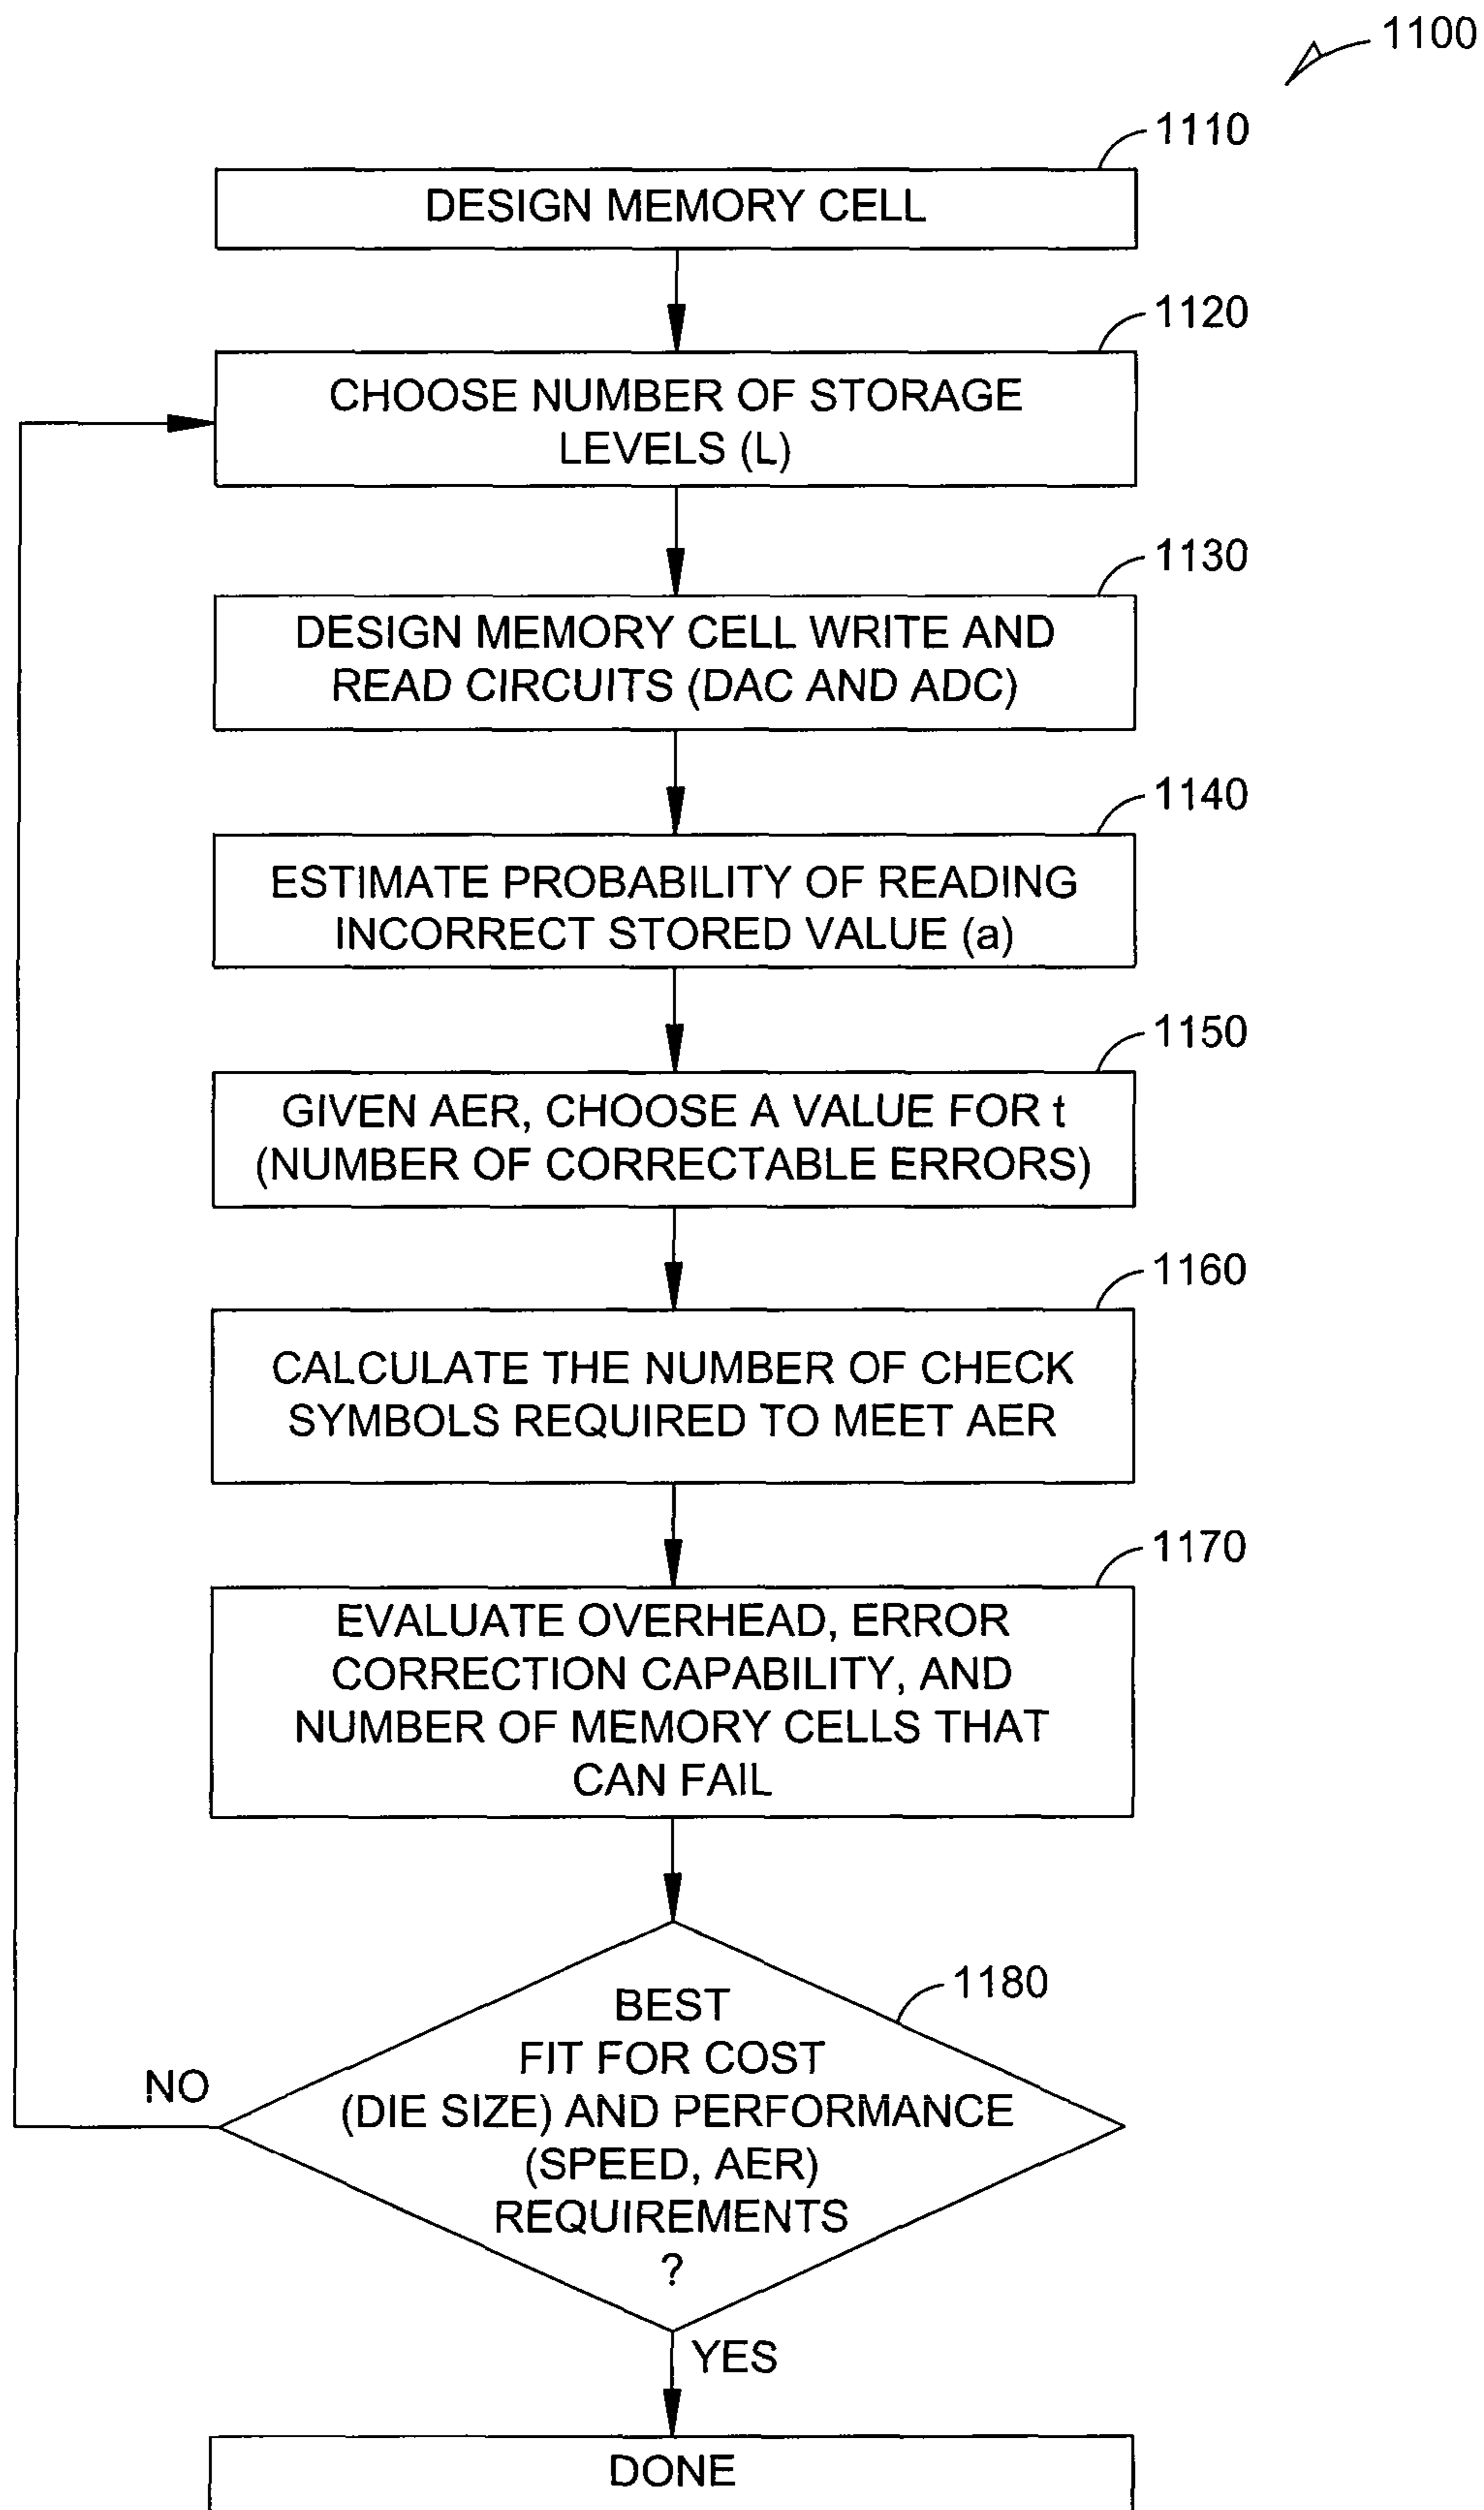 1100
1110
DESIGN MEMORY CELL
1120
CHOOSE NUMBER OF STORAGE
LEVELS (L)
1130
DESIGN MEMORY CELL WRITE AND
READ CIRCUITS (DAC AND ADC)
1140
ESTIMATE PROBABILITY OF READING
INCORRECT STORED VALUE (a)
1150
GIVEN AER, CHOOSE A VALUE FOR t
(NUMBER OF CORRECTABLE ERRORS)
1160
CALCULATE THE NUMBER OF CHECK
SYMBOLS REQUIRED TO MEET AER
1170
EVALUATE OVERHEAD, ERROR
CORRECTION CAPABILITY, AND
NUMBER OF MEMORY CELLS THAT
CAN FAIL
1180
BEST
FIT FOR COST
(DIE SIZE) AND PERFORMANCE
(SPEED, AER)
REQUIREMENTS
?
NO
YES
DONE